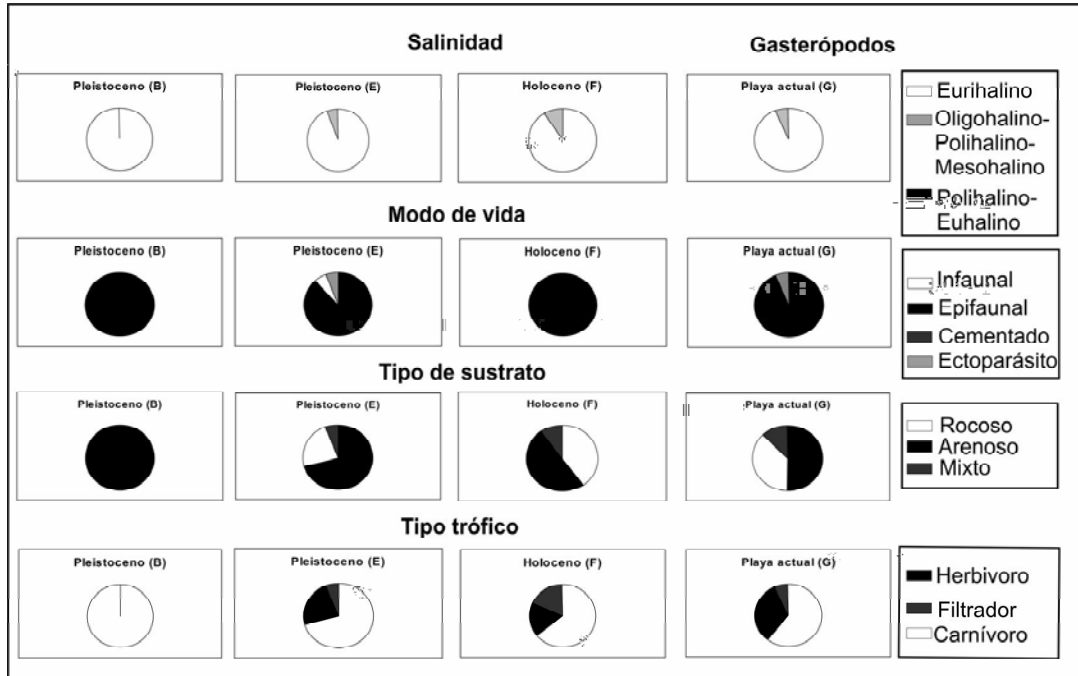 Salinidad
Gasterópodos
Pleistoceno (B)
Pleistoceno (E)
Holoceno (F)
Playa actual (G)
Eurihalino
Oligohalino-
Polihalino-
Mesohalino
Polihalino-
Euhalino
Modo de vida
Pleistoceno (B)
Pleistoceno (E)
Holoceno (F)
Playa actual (G)
Infaunal
Epifaunal
Cementado
Ectoparásito
Tipo de sustrato
Pleistoceno (B)
Pleistoceno (E)
Holoceno (F)
Playa actual (G)
Rocoso
Arenoso
Mixto
Tipo trófico
Pleistoceno (B)
Pleistoceno (E)
Holoceno (F)
Playa actual (G)
Herbivoro
Filtrador
Carnívoro